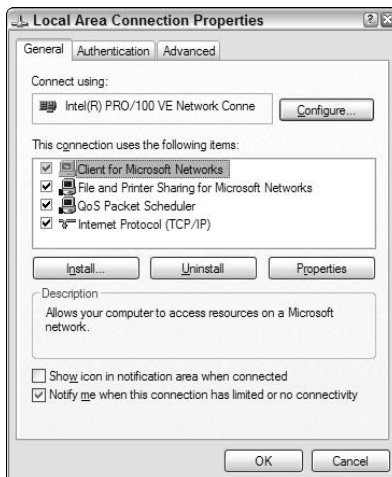 Local Area Connection Properties
General Authentication Advanced
Connect using:
Intel(R) PRO/100 VE Network Conne Configure...
This connection uses the following items:
Client for Microsoft Networks
File and Printer Sharing for Microsoft Networks
QoS Packet Scheduler
Internet Protocol (TCP/IP)
Install... Uninstall Properties
Description
Allows your computer to access resources on a Microsoft
network.
Show icon in notification area when connected
Notify me when this connection has limited or no connectivity
OK Cancel